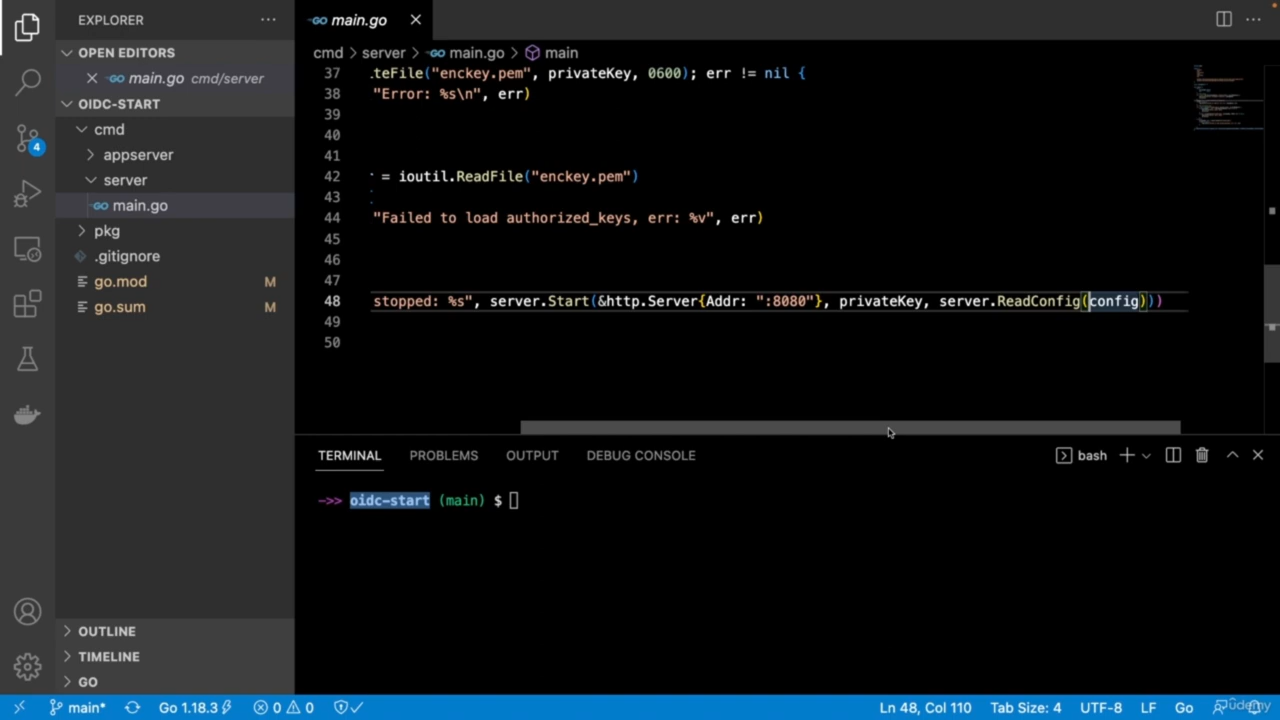 EXPLORER
OPEN EDITORS
main.go cmd/server
OIDC-START
cmd
appserver
server
main.go
pkg
.gitignore
go.mod M
go.sum M
OUTLINE
TIMELINE
GO
4
main.go
cmd > server > main.go > main
37 .teFile("enckey.pem", privateKey, 0600); err != nil {
38 "Error: %s\n", err)
39
40
41
42 = ioutil.ReadFile("enckey.pem")
43
44 "Failed to load authorized_keys, err: %v", err)
45
46
47
48 stopped: %s", server.Start(&http.Server{Addr: ":8080"}, privateKey, server.ReadConfig(config)))
49
50
TERMINAL PROBLEMS OUTPUT DEBUG CONSOLE
bash
->> oidc-start (main) $
main* Go 1.18.3 0 0 Ln 48, Col 110 Tab Size: 4 UTF-8 LF Go
ûdemy